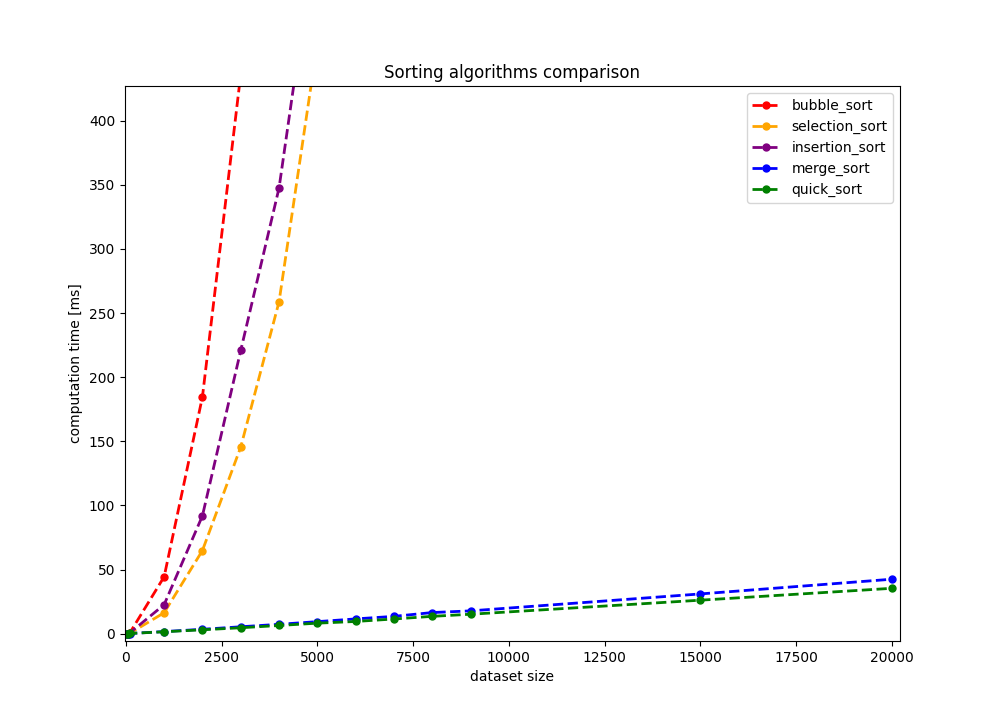 Sorting algorithms comparison
bubble_sort
selection_sort
insertion_sort
merge_sort
quick_sort
400
350
300
250
200
150
100
50
0
computation time [ms]
0 2500 5000 7500 10000 12500 15000 17500 20000
dataset size